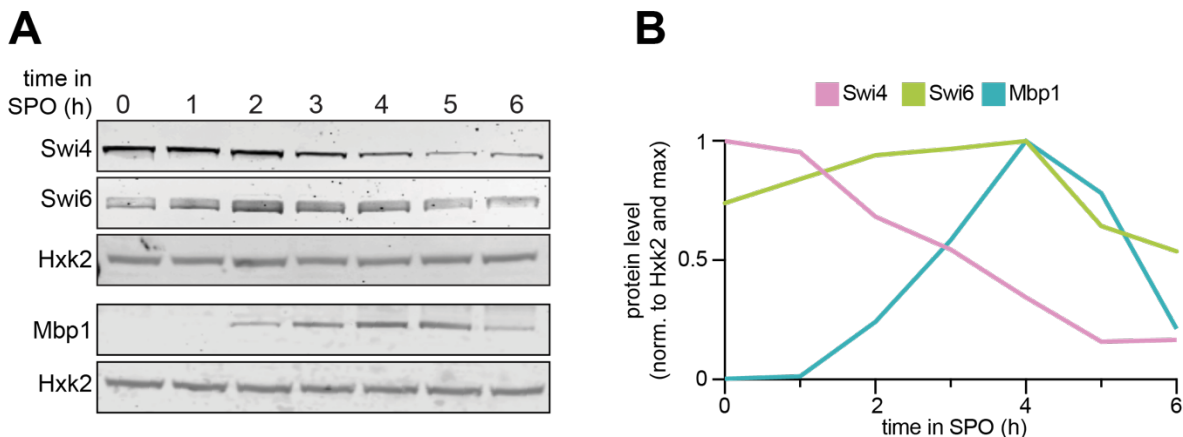 A
time in
SPO (h) 0 1 2 3 4 5 6
Swi4
Swi6
Hxk2
Mbp1
Hxk2
B
Swi4 Swi6 Mbp1
protein level
(norm. to Hxk2 and max)
1
0.5
0
0 2 4 6
time in SPO (h)